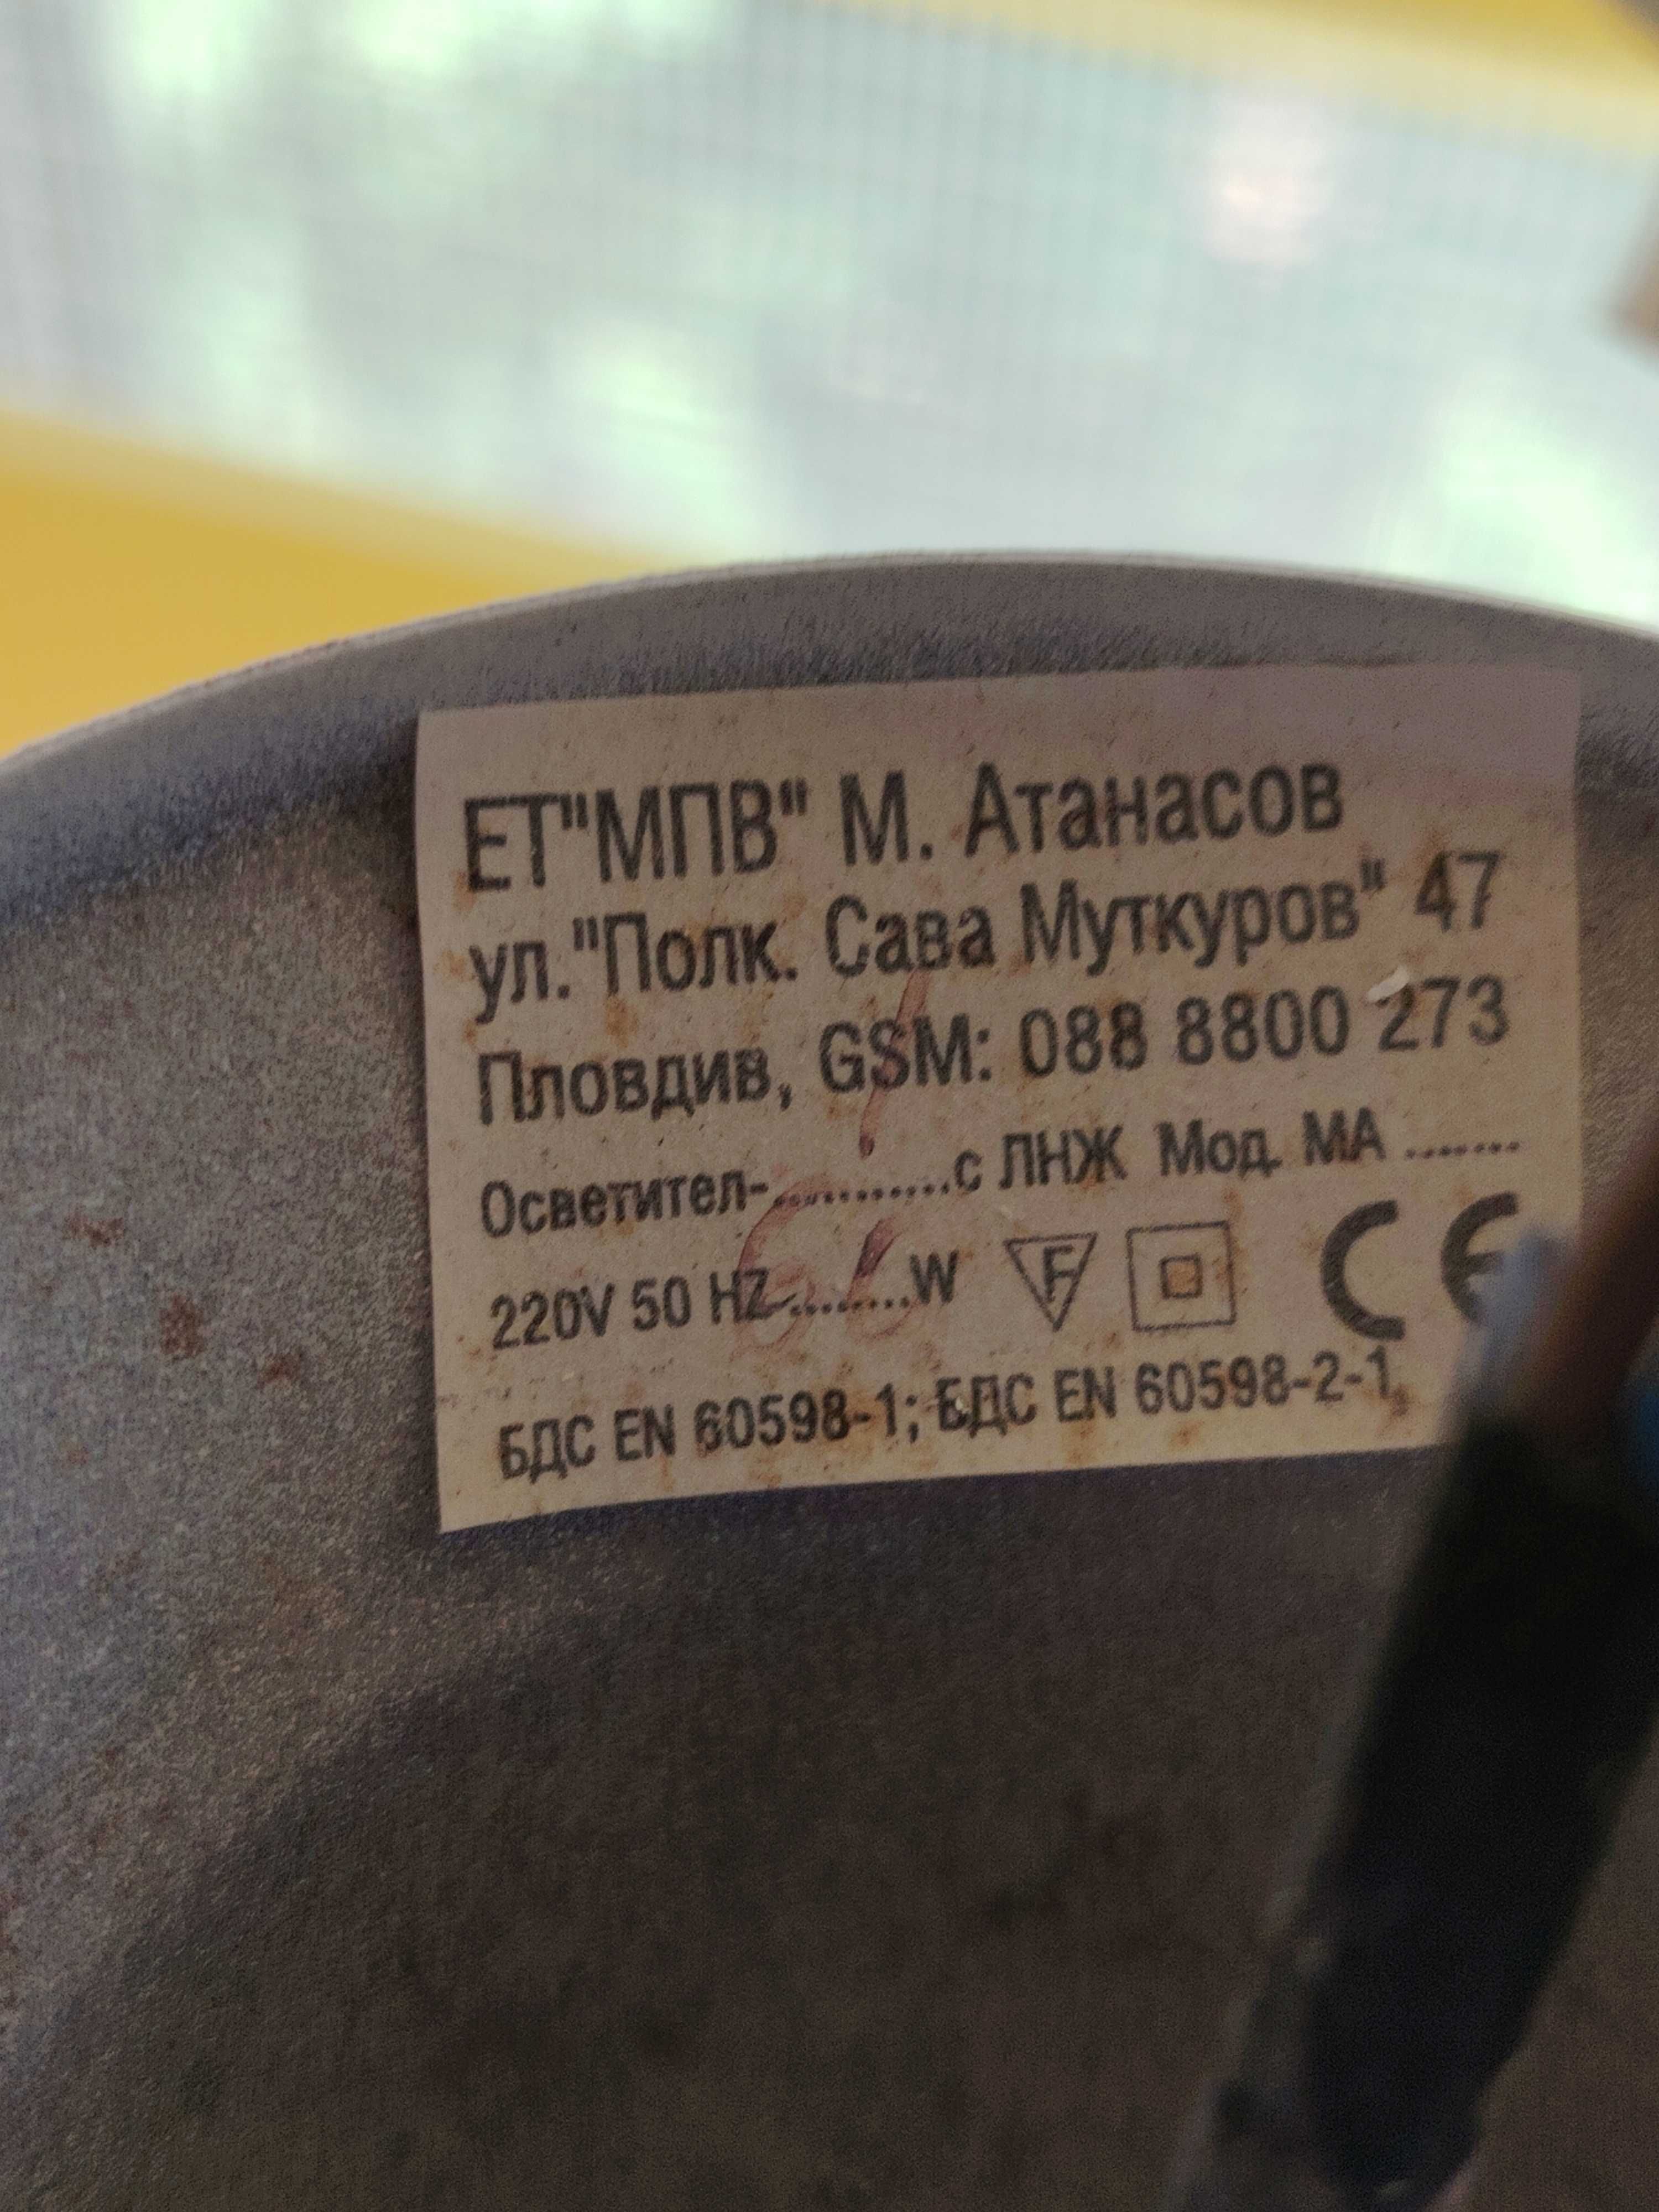 ЕТ"МПВ" М. Атанасов
ул."Полк. Сава Муткуров" 47
Пловдив, GSM: 088 8800 273
Осветител-...........с ЛНЖ Мод. МА .......
220V 50 HZ-........W F CE
БДС EN 60598-1; БДС EN 60598-2-1